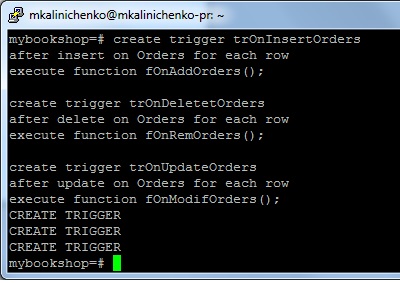 mkalinichenko@mkalinichenko-pr: ~
mybookshop=# create trigger trOnInsertOrders
after insert on Orders for each row
execute function fOnAddOrders();
create trigger trOnDeletetOrders
after delete on Orders for each row
execute function fOnRemOrders();
create trigger trOnUpdateOrders
after update on Orders for each row
execute function fOnModifOrders();
CREATE TRIGGER
CREATE TRIGGER
CREATE TRIGGER
mybookshop=#